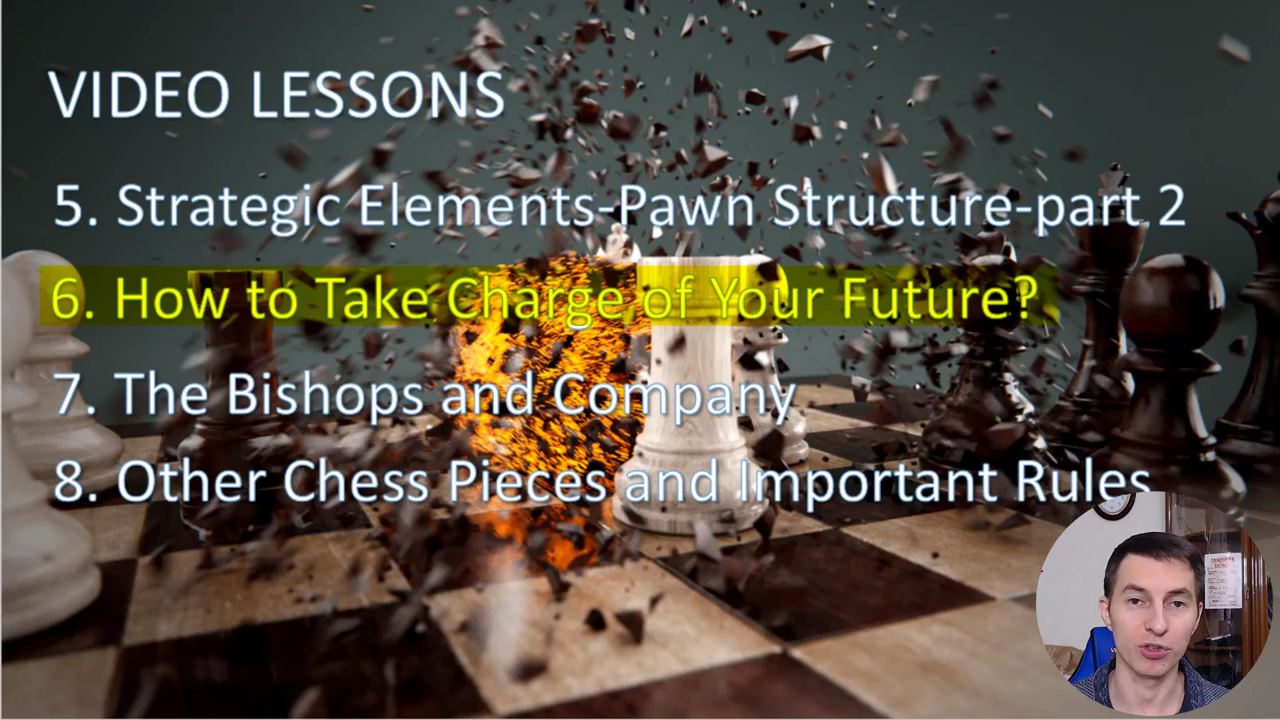 VIDEO LESSONS
5. Strategic Elements-Pawn Structure-part 2
6. How to Take Charge of Your Future?
7. The Bishops and Company
8. Other Chess Pieces and Important Rules